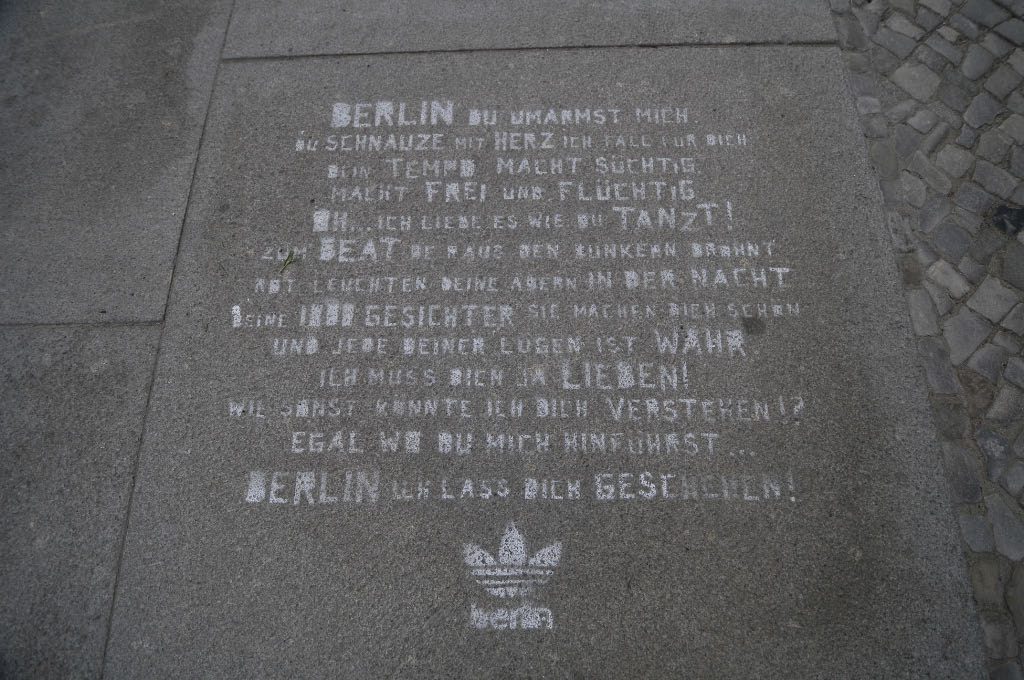 BERLIN DU UMARMST MICH.
DU SCHNAUZE MIT HERZ ICH FALL FÜR DICH
DEIN TEMPO MACHT SÜCHTIG.
MACHT FREI UND FLÜCHTIG.
OH... ICH LIEBE ES WIE DU TANZT!
ZUM BEAT DE RAUS DEN BUNKERN DRÖHNT
ROT LEUCHTEN DEINE ADERN IN DER NACHT
DEINE 1000 GESICHTER SIE MACHEN DICH SCHÖN
UND JEDE DEINER LÜGEN IST WAHR.
ICH MUSS DICH JA LIEBEN!
WIE SONST KÖNNTE ICH DICH VERSTEHEN!?
EGAL WO DU MICH HINFÜHRST...
BERLIN ICH LASS DICH GESCHEHEN!
berlin